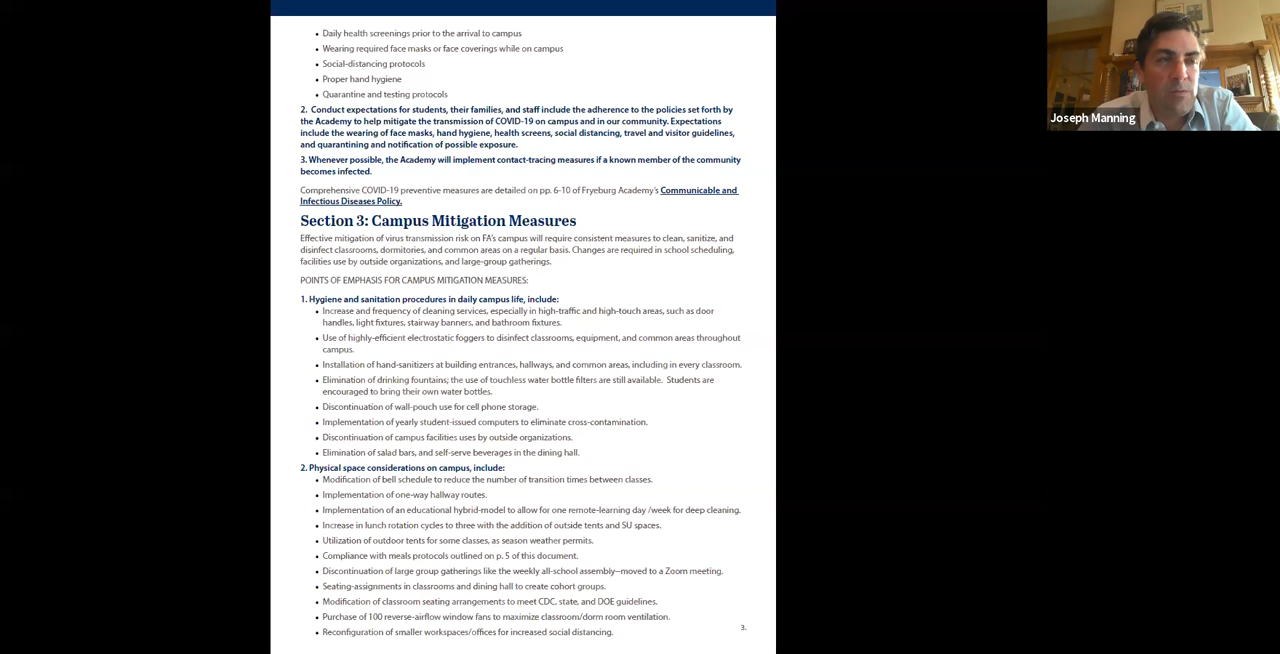 • Daily health screenings prior to the arrival to campus
• Wearing required face masks or face coverings while on campus
• Social-distancing protocols
• Proper hand hygiene
• Quarantine and testing protocols
2. Conduct expectations for students, their families, and staff include the adherence to the policies set forth by
the Academy to help mitigate the transmission of COVID-19 on campus and in our community. Expectations
include the wearing of face masks, hand hygiene, health screens, social distancing, travel and visitor guidelines,
and quarantining and notification of possible exposure.
3. Whenever possible, the Academy will implement contact-tracing measures if a known member of the community
becomes infected.
Comprehensive COVID-19 preventive measures are detailed on pp. 6-10 of Fryeburg Academy's Communicable and
Infectious Diseases Policy.
Section 3: Campus Mitigation Measures
Effective mitigation of virus transmission risk on FA's campus will require consistent measures to clean, sanitize, and
disinfect classrooms, dormitories, and common areas on a regular basis. Changes are required in school scheduling,
facilities use by outside organizations, and large-group gatherings.
POINTS OF EMPHASIS FOR CAMPUS MITIGATION MEASURES:
1. Hygiene and sanitation procedures in daily campus life, include:
• Increase and frequency of cleaning services, especially in high-traffic and high-touch areas, such as door
handles, light fixtures, stairway banners, and bathroom fixtures.
• Use of highly-efficient electrostatic foggers to disinfect classrooms, equipment, and common areas throughout
campus.
• Installation of hand-sanitizers at building entrances, hallways, and common areas, including in every classroom.
• Elimination of drinking fountains; the use of touchless water bottle filters are still available. Students are
encouraged to bring their own water bottles.
• Discontinuation of wall-pouch use for cell phone storage.
• Implementation of yearly student-issued computers to eliminate cross-contamination.
• Discontinuation of campus facilities uses by outside organizations.
• Elimination of salad bars, and self-serve beverages in the dining hall.
2. Physical space considerations on campus, include:
• Modification of bell schedule to reduce the number of transition times between classes.
• Implementation of one-way hallway routes.
• Implementation of an educational hybrid-model to allow for one remote-learning day /week for deep cleaning.
• Increase in lunch rotation cycles to three with the addition of outside tents and SU spaces.
• Utilization of outdoor tents for some classes, as season weather permits.
• Compliance with meals protocols outlined on p. 5 of this document.
• Discontinuation of large group gatherings like the weekly all-school assembly–moved to a Zoom meeting.
• Seating-assignments in classrooms and dining hall to create cohort groups.
• Modification of classroom seating arrangements to meet CDC, state, and DOE guidelines.
• Purchase of 100 reverse-airflow window fans to maximize classroom/dorm room ventilation.
• Reconfiguration of smaller workspaces/offices for increased social distancing.
3.
Joseph Manning